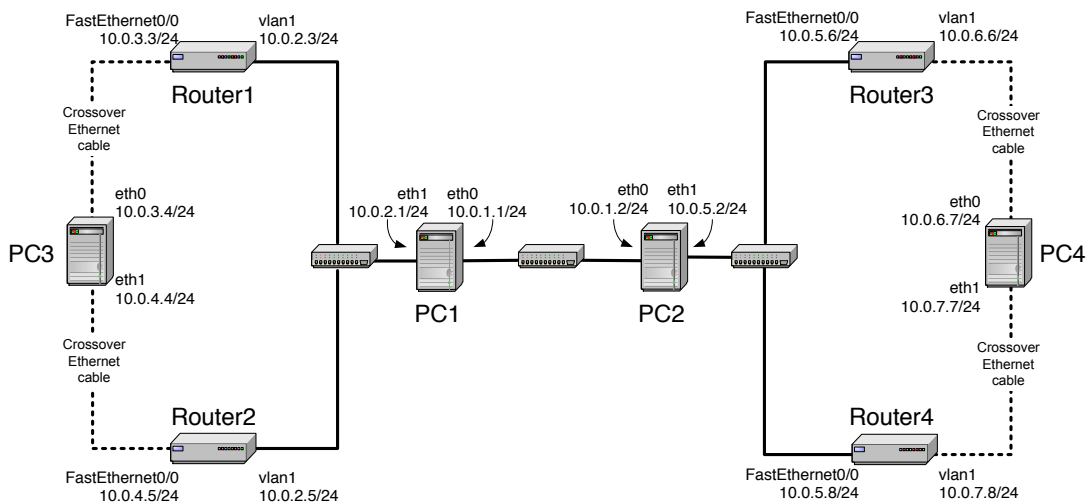 FastEthernet0/0
10.0.3.3/24
vlan1
10.0.2.3/24
Router1
FastEthernet0/0
10.0.5.6/24
vlan1
10.0.6.6/24
Router3
Crossover
Ethernet
cable
Crossover
Ethernet
cable
eth0
10.0.3.4/24
PC3
eth1
10.0.4.4/24
eth1
10.0.2.1/24
eth0
10.0.1.1/24
PC1
eth0
10.0.1.2/24
eth1
10.0.5.2/24
PC2
eth0
10.0.6.7/24
PC4
eth1
10.0.7.7/24
Crossover
Ethernet
cable
Crossover
Ethernet
cable
Router2
FastEthernet0/0
10.0.4.5/24
vlan1
10.0.2.5/24
Router4
FastEthernet0/0
10.0.5.8/24
vlan1
10.0.7.8/24